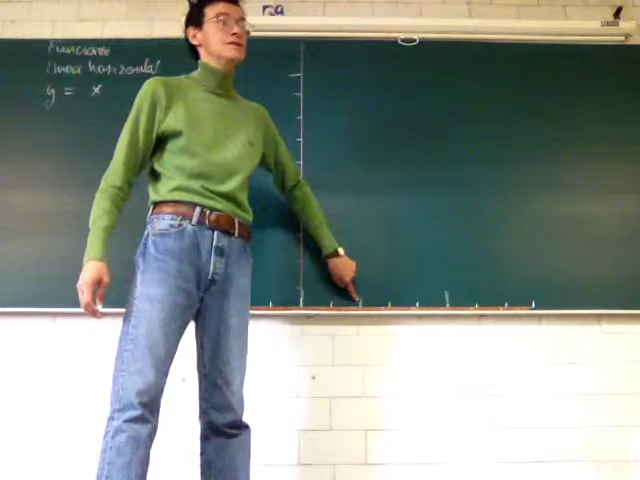 Funciones
Línea horizontal
y = x